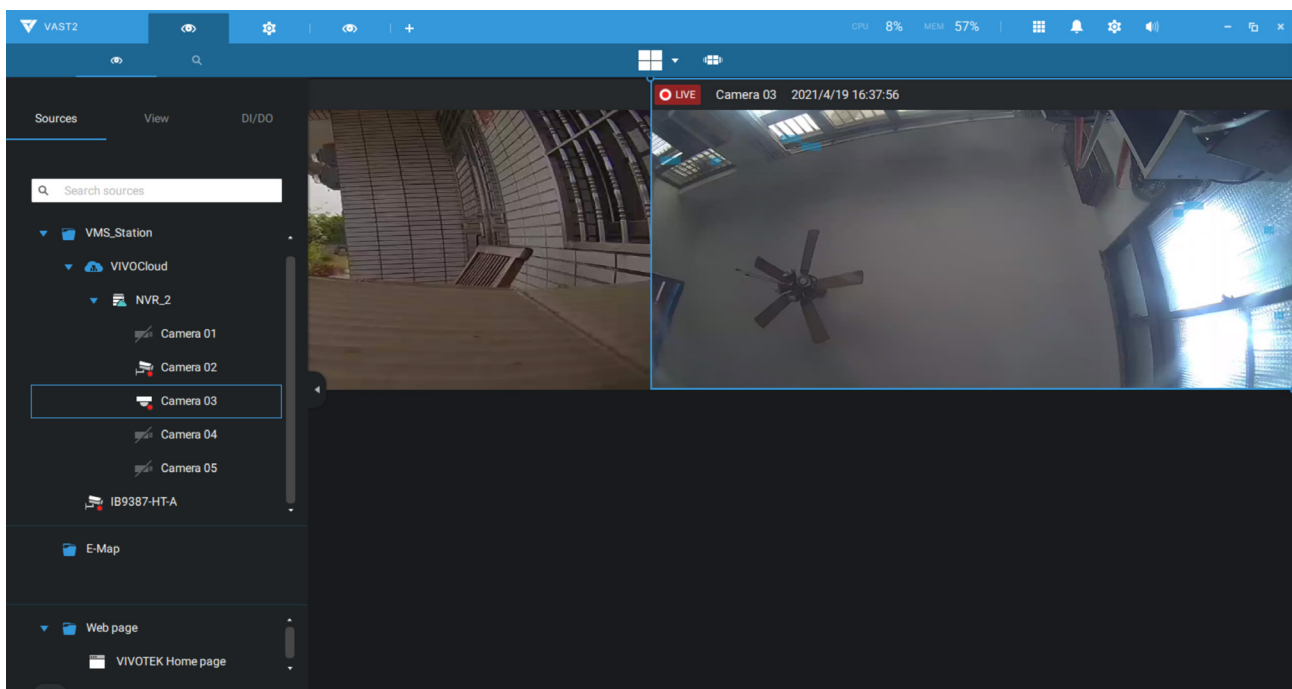 VAST2
CPU 8% MEM 57%
LIVE Camera 03 2021/4/19 16:37:56
Sources View DI/DO
Search sources
VMS_Station
VIVOCloud
NVR_2
Camera 01
Camera 02
Camera 03
Camera 04
Camera 05
IB9387-HT-A
E-Map
Web page
VIVOTEK Home page